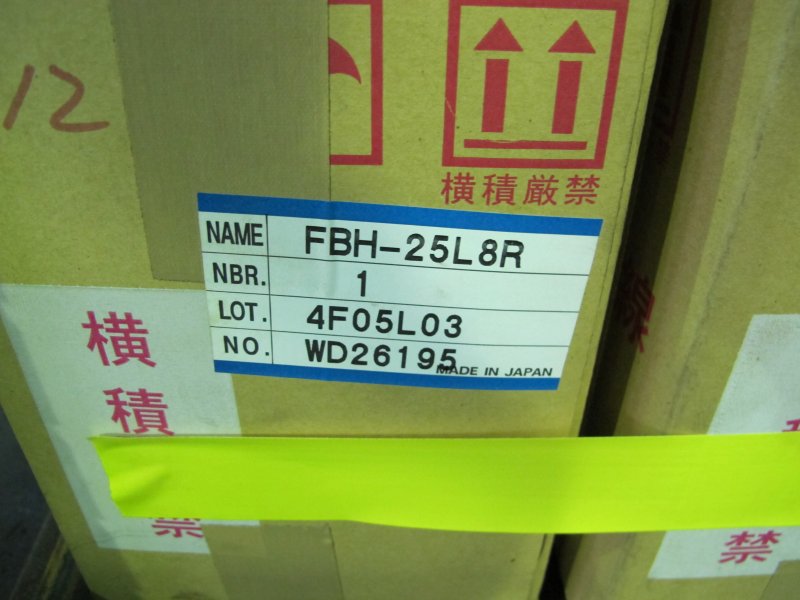 12
横積厳禁
NAME FBH-25L8R
NBR. 1
LOT. 4F05L03
NO. WD26195
MADE IN JAPAN
横
積
禁
禁